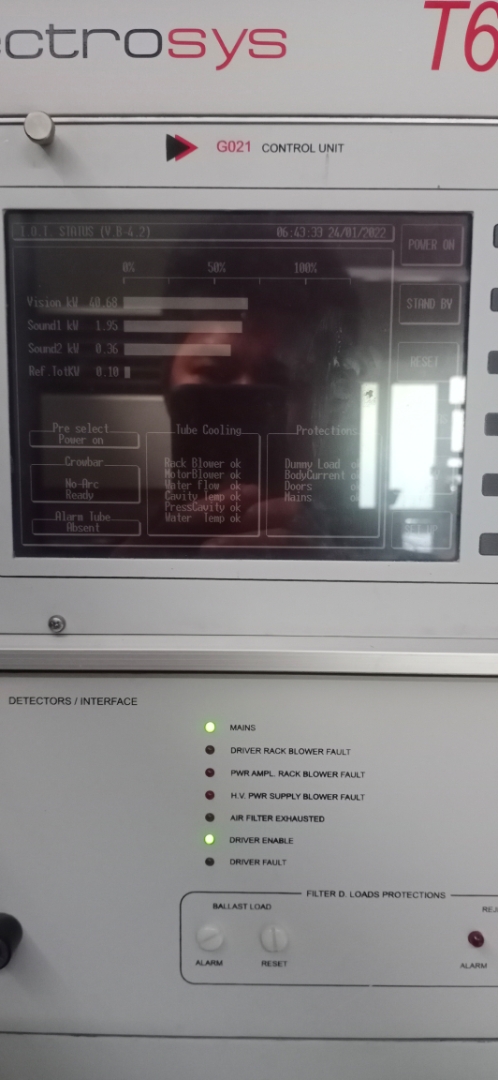 ctrosys
T6
G021 CONTROL UNIT
I.O.T. STATUS (V B-4.2) 06:43:33 24/01/2022
POWER ON
0% 50% 100%
Vision kW 40.68
STAND BY
Sound1 kW 1.95
Sound2 kW 0.36
RESET
Ref.TotKW 0.10
Pre select
Power on
Crowbar
No-Arc
Ready
Alarm Tube
Absent
Tube Cooling
Rack Blower ok
MotorBlower ok
Water Flow ok
Cavity Temp ok
PressCavity ok
Water Temp ok
Protections
Dummy Load ok
BodyCurrent ok
Doors
Mains
DETECTORS / INTERFACE
MAINS
DRIVER RACK BLOWER FAULT
PWR AMPL. RACK BLOWER FAULT
H.V. PWR SUPPLY BLOWER FAULT
AIR FILTER EXHAUSTED
DRIVER ENABLE
DRIVER FAULT
FILTER D. LOADS PROTECTIONS
BALLAST LOAD
REJ
ALARM
RESET
ALARM